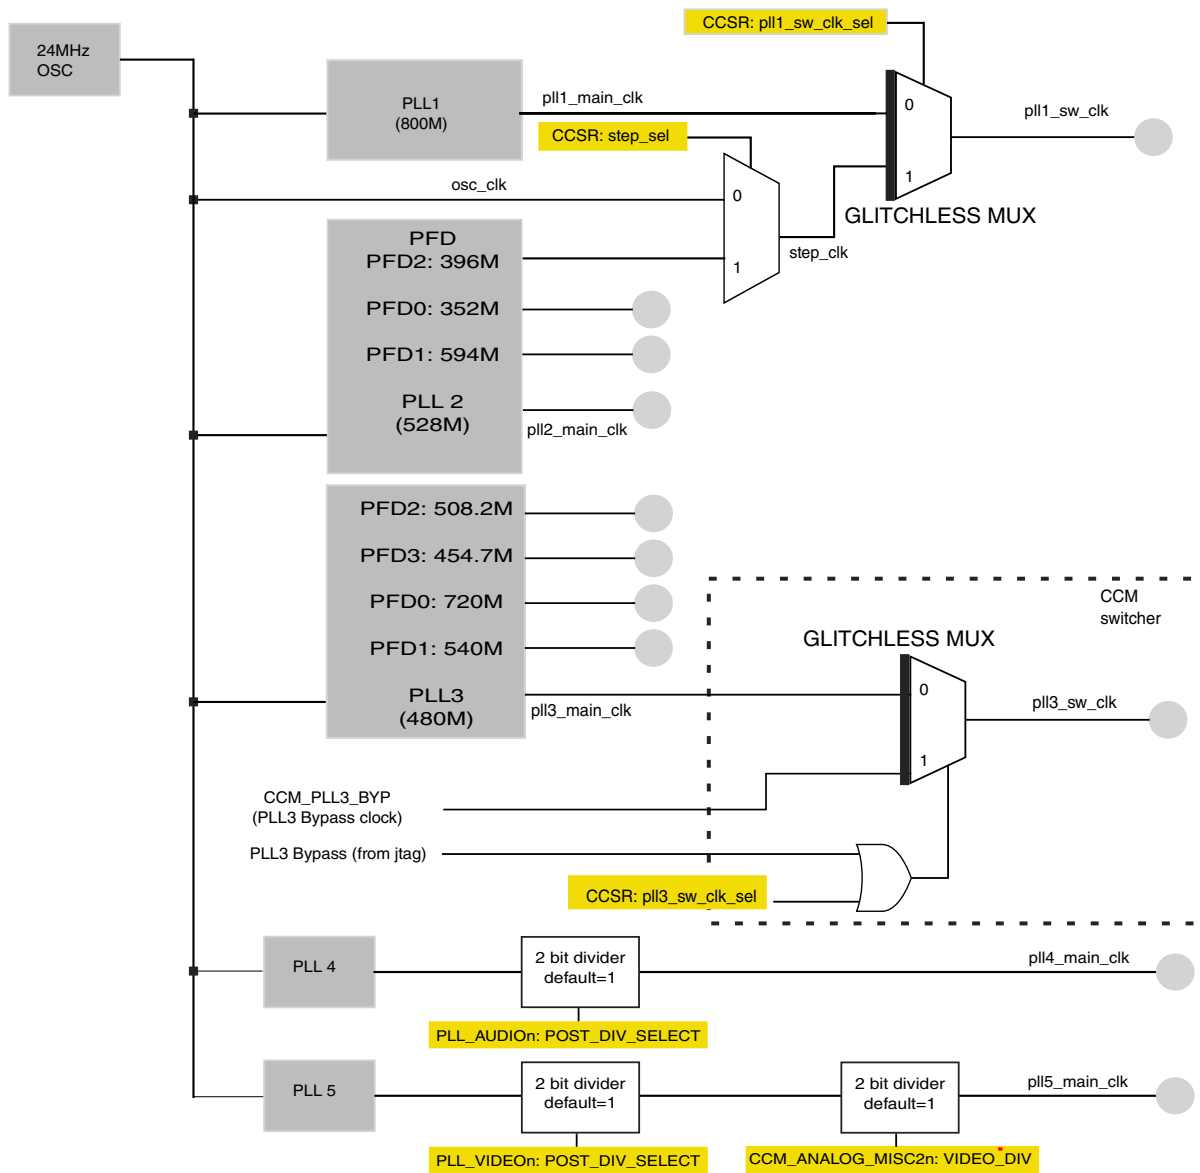 CCSR: pll1_sw_clk_sel
24MHz
OSC
PLL1
(800M)
pll1_main_clk
0
pll1_sw_clk
CCSR: step_sel
1
osc_clk
0
GLITCHLESS MUX
step_clk
1
PFD
PFD2: 396M
PFD0: 352M
PFD1: 594M
PLL 2
(528M)
pll2_main_clk
PFD2: 508.2M
PFD3: 454.7M
PFD0: 720M
PFD1: 540M
PLL3
(480M)
pll3_main_clk
CCM
switcher
GLITCHLESS MUX
0
pll3_sw_clk
1
CCM_PLL3_BYP
(PLL3 Bypass clock)
PLL3 Bypass (from jtag)
CCSR: pll3_sw_clk_sel
PLL 4
2 bit divider
default=1
pll4_main_clk
PLL_AUDIOn: POST_DIV_SELECT
PLL 5
2 bit divider
default=1
2 bit divider
default=1
pll5_main_clk
PLL_VIDEOn: POST_DIV_SELECT
CCM_ANALOG_MISC2n: VIDEO_DIV